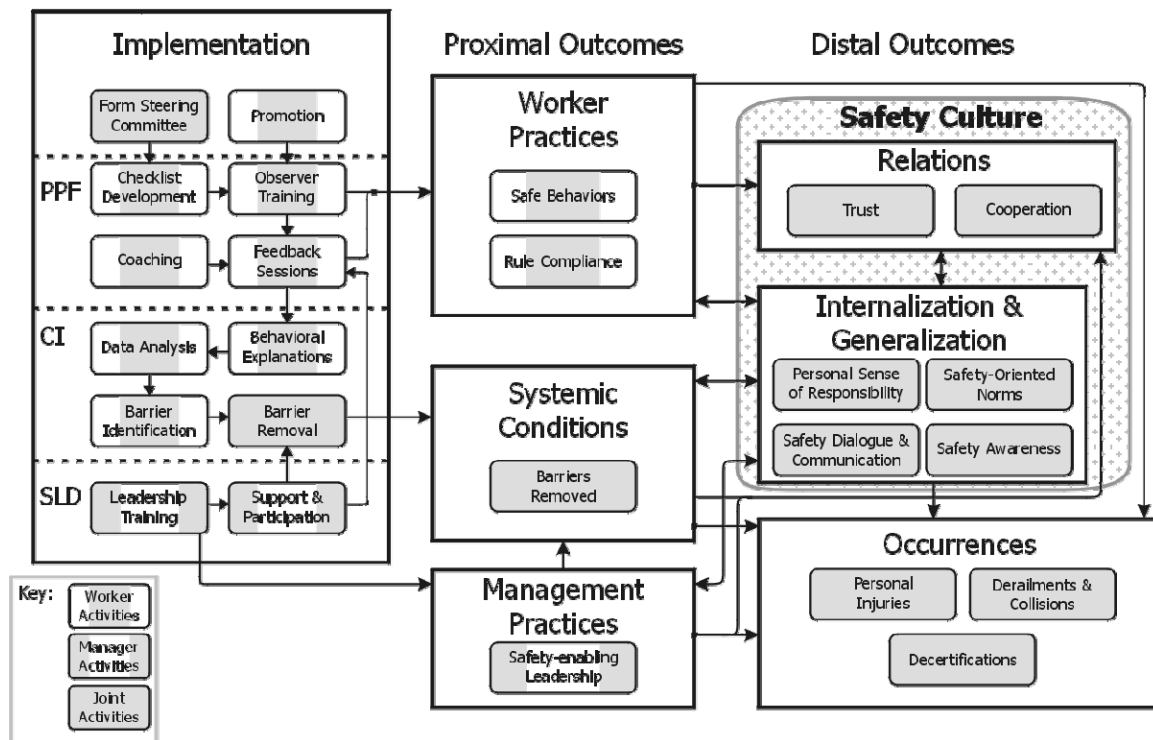 Implementation
Proximal Outcomes
Distal Outcomes
Form Steering
Committee
Promotion
PPF
Checklist
Development
Observer
Training
Coaching
Feedback
Sessions
CI
Data Analysis
Behavioral
Explanations
Barrier
Identification
Barrier
Removal
SLD
Leadership
Training
Support &
Participation
Key:
Worker
Activities
Manager
Activities
Joint
Activities
Worker
Practices
Safe Behaviors
Rule Compliance
Systemic
Conditions
Barriers
Removed
Management
Practices
Safety-enabling
Leadership
Safety Culture
Relations
Trust
Cooperation
Internalization &
Generalization
Personal Sense
of Responsibility
Safety-Oriented
Norms
Safety Dialogue &
Communication
Safety Awareness
Occurrences
Personal
Injuries
Derailments &
Collisions
Decertifications